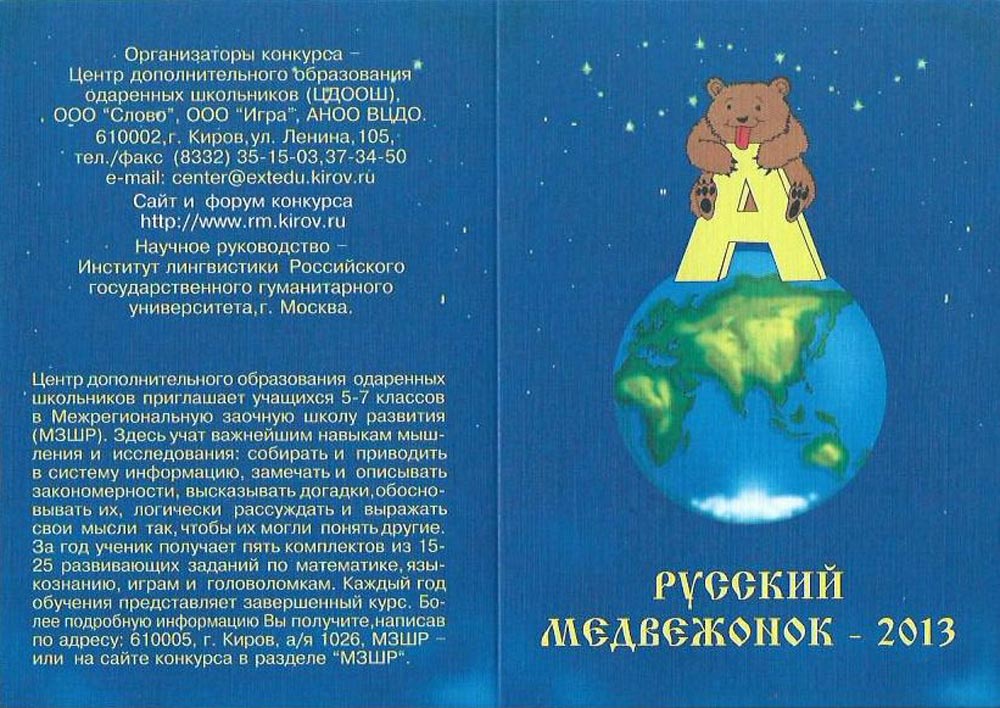 Организаторы конкурса –
Центр дополнительного образования
одаренных школьников (ЦДООШ),
ООО "Слово", ООО "Игра", АНОО ВЦДО.
610002,г. Киров,ул. Ленина,105,
тел./факс (8332) 35-15-03,37-34-50
e-mail: center@extedu.kirov.ru
Сайт и форум конкурса
http://www.rm.kirov.ru
Научное руководство –
Институт лингвистики Российского
государственного гуманитарного
университета,г. Москва.
Центр дополнительного образования одаренных
школьников приглашает учащихся 5-7 классов
в Межрегиональную заочную школу развития
(МЗШР). Здесь учат важнейшим навыкам мыш-
ления и исследования: собирать и приводить
в систему информацию, замечать и описывать
закономерности, высказывать догадки,обосно-
вывать их, логически рассуждать и выражать
свои мысли так,чтобы их могли понять другие.
За год ученик получает пять комплектов из 15-
25 развивающих заданий по математике,язы-
кознанию, играм и головоломкам. Каждый год
обучения представляет завершенный курс. Бо-
лее подробную информацию Вы получите,написав
по адресу: 610005, г. Киров, а/я 1026, МЗШР –
или на сайте конкурса в разделе "МЗШР".
А
РУССКИЙ
МЕДВЕЖОНОК - 2013